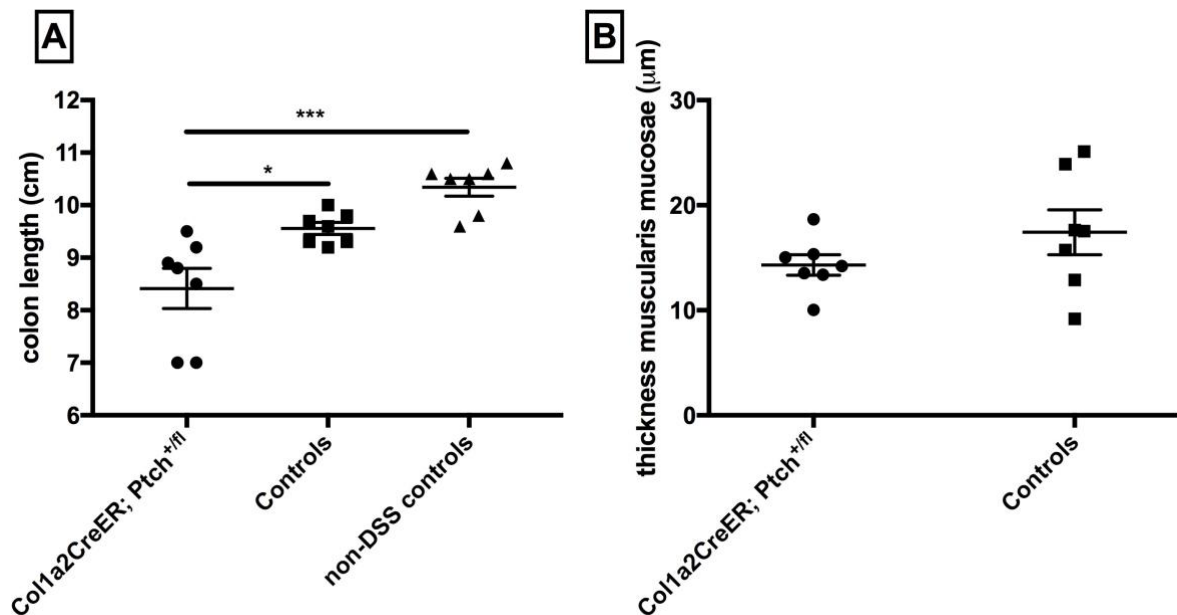 A
colon length (cm)
12
11
10
9
8
7
6
***
*
Col1a2CreER; Ptch+/fl
Controls
non-DSS controls
B
thickness muscularis mucosae (μm)
30
20
10
0
Col1a2CreER; Ptch+/fl
Controls